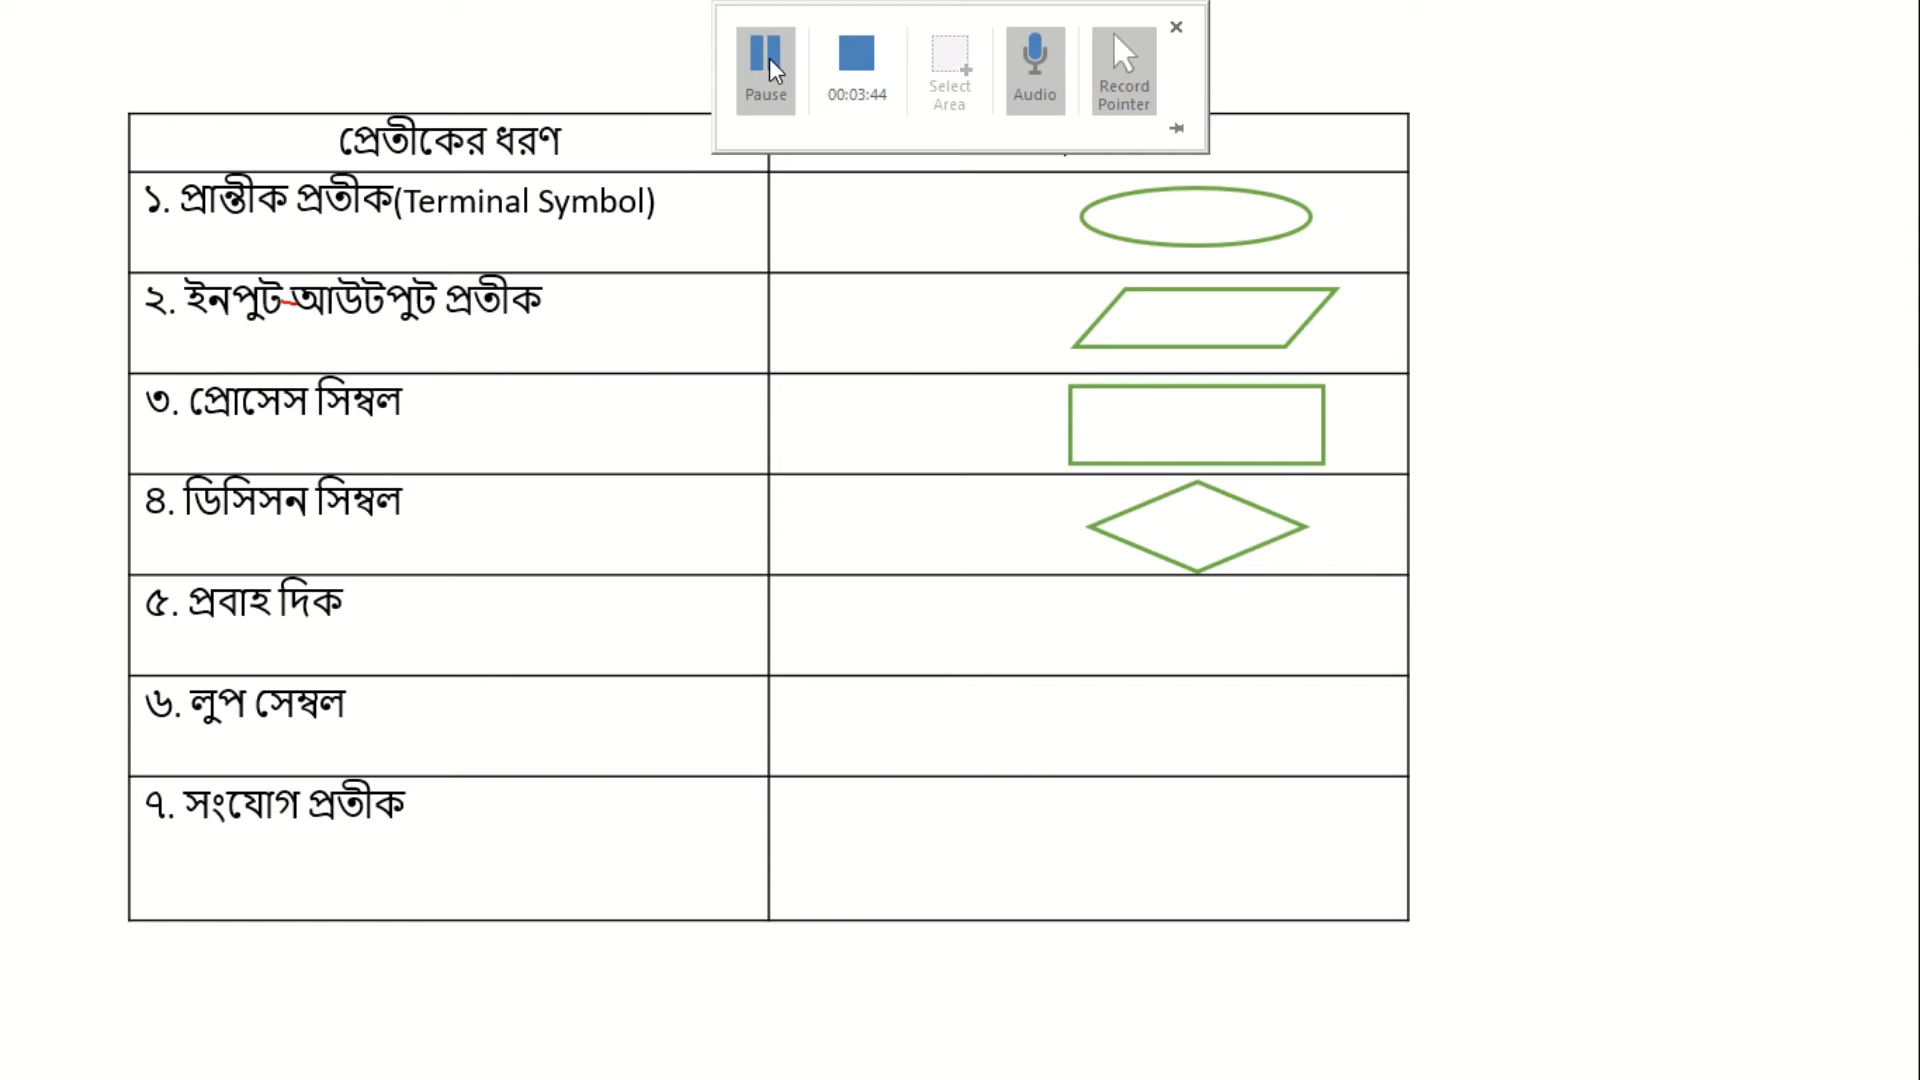 Pause
00:03:44
Select
Area
Audio
Record
Pointer
প্রেতীকের ধরণ
১. প্রান্তীক প্রতীক(Terminal Symbol)
২. ইনপুট-আউটপুট প্রতীক
৩. প্রোসেস সিম্বল
৪. ডিসিসন সিম্বল
৫. প্রবাহ দিক
৬. লুপ সেম্বল
৭. সংযোগ প্রতীক